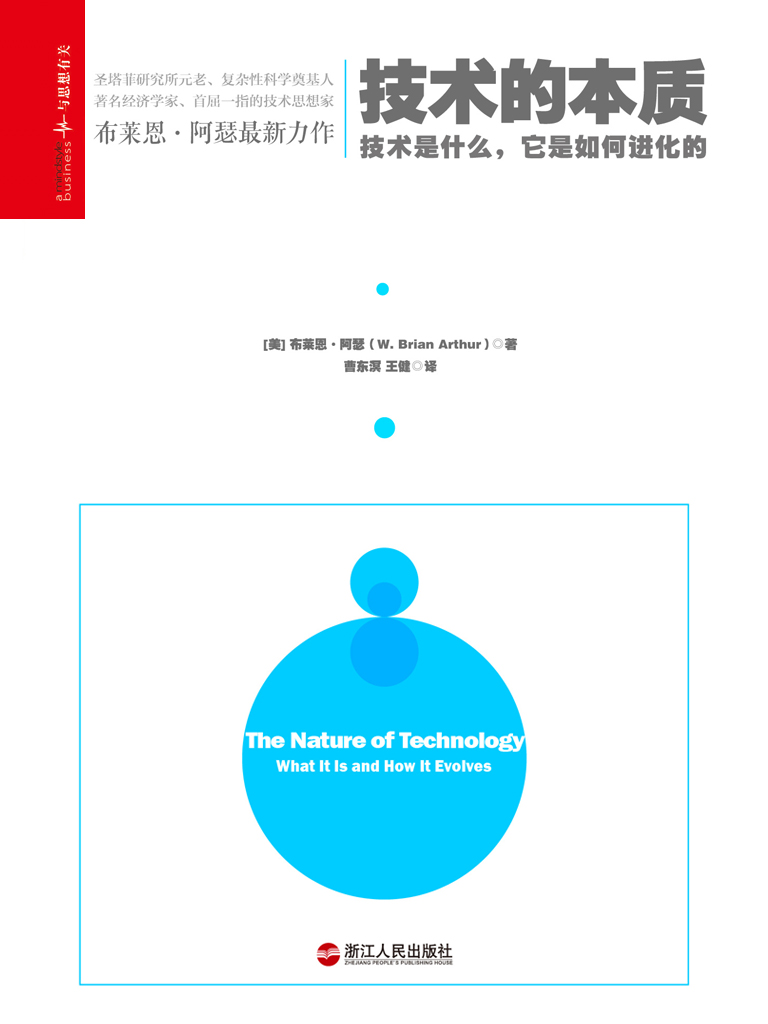 与思想有关
a mindstyle business
圣塔菲研究所元老、复杂性科学奠基人
著名经济学家、首屈一指的技术思想家
布莱恩·阿瑟最新力作
技术的本质
技术是什么，它是如何进化的
[美] 布莱恩·阿瑟（W. Brian Arthur）◎著
曹东溟 王健◎译
The Nature of Technology
What It Is and How It Evolves
浙江人民出版社
ZHEJIANG PEOPLE'S PUBLISHING HOUSE